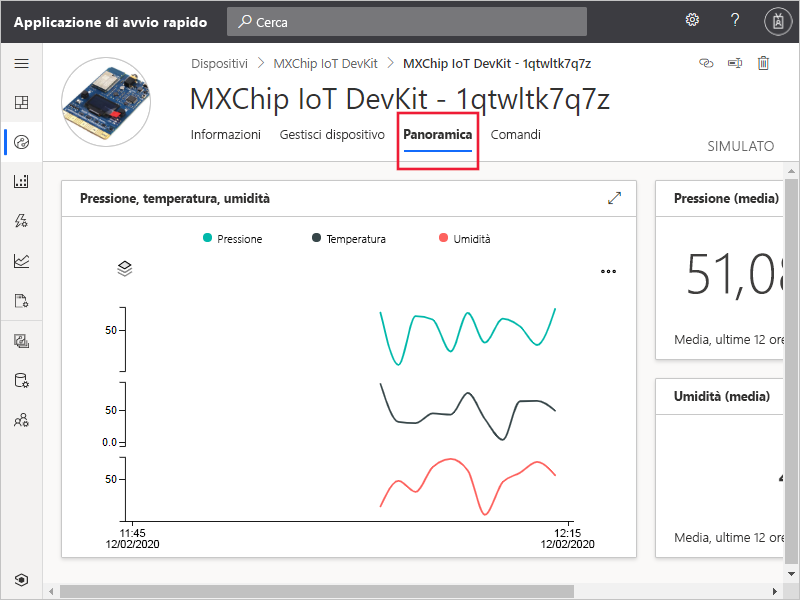 Applicazione di avvio rapido
Cerca
?
Dispositivi > MXChip IoT DevKit > MXChip IoT DevKit - 1qtwltk7q7z
MXChip IoT DevKit - 1qtwltk7q7z
Informazioni Gestisci dispositivo Panoramica Comandi
SIMULATO
Pressione, temperatura, umidità
Pressione Temperatura Umidità
50
50
0.0
50
11:45
12/02/2020
12:15
12/02/2020
Pressione (media)
51,08
Media, ultime 12 ore
Umidità (media)
Media, ultime 12 ore